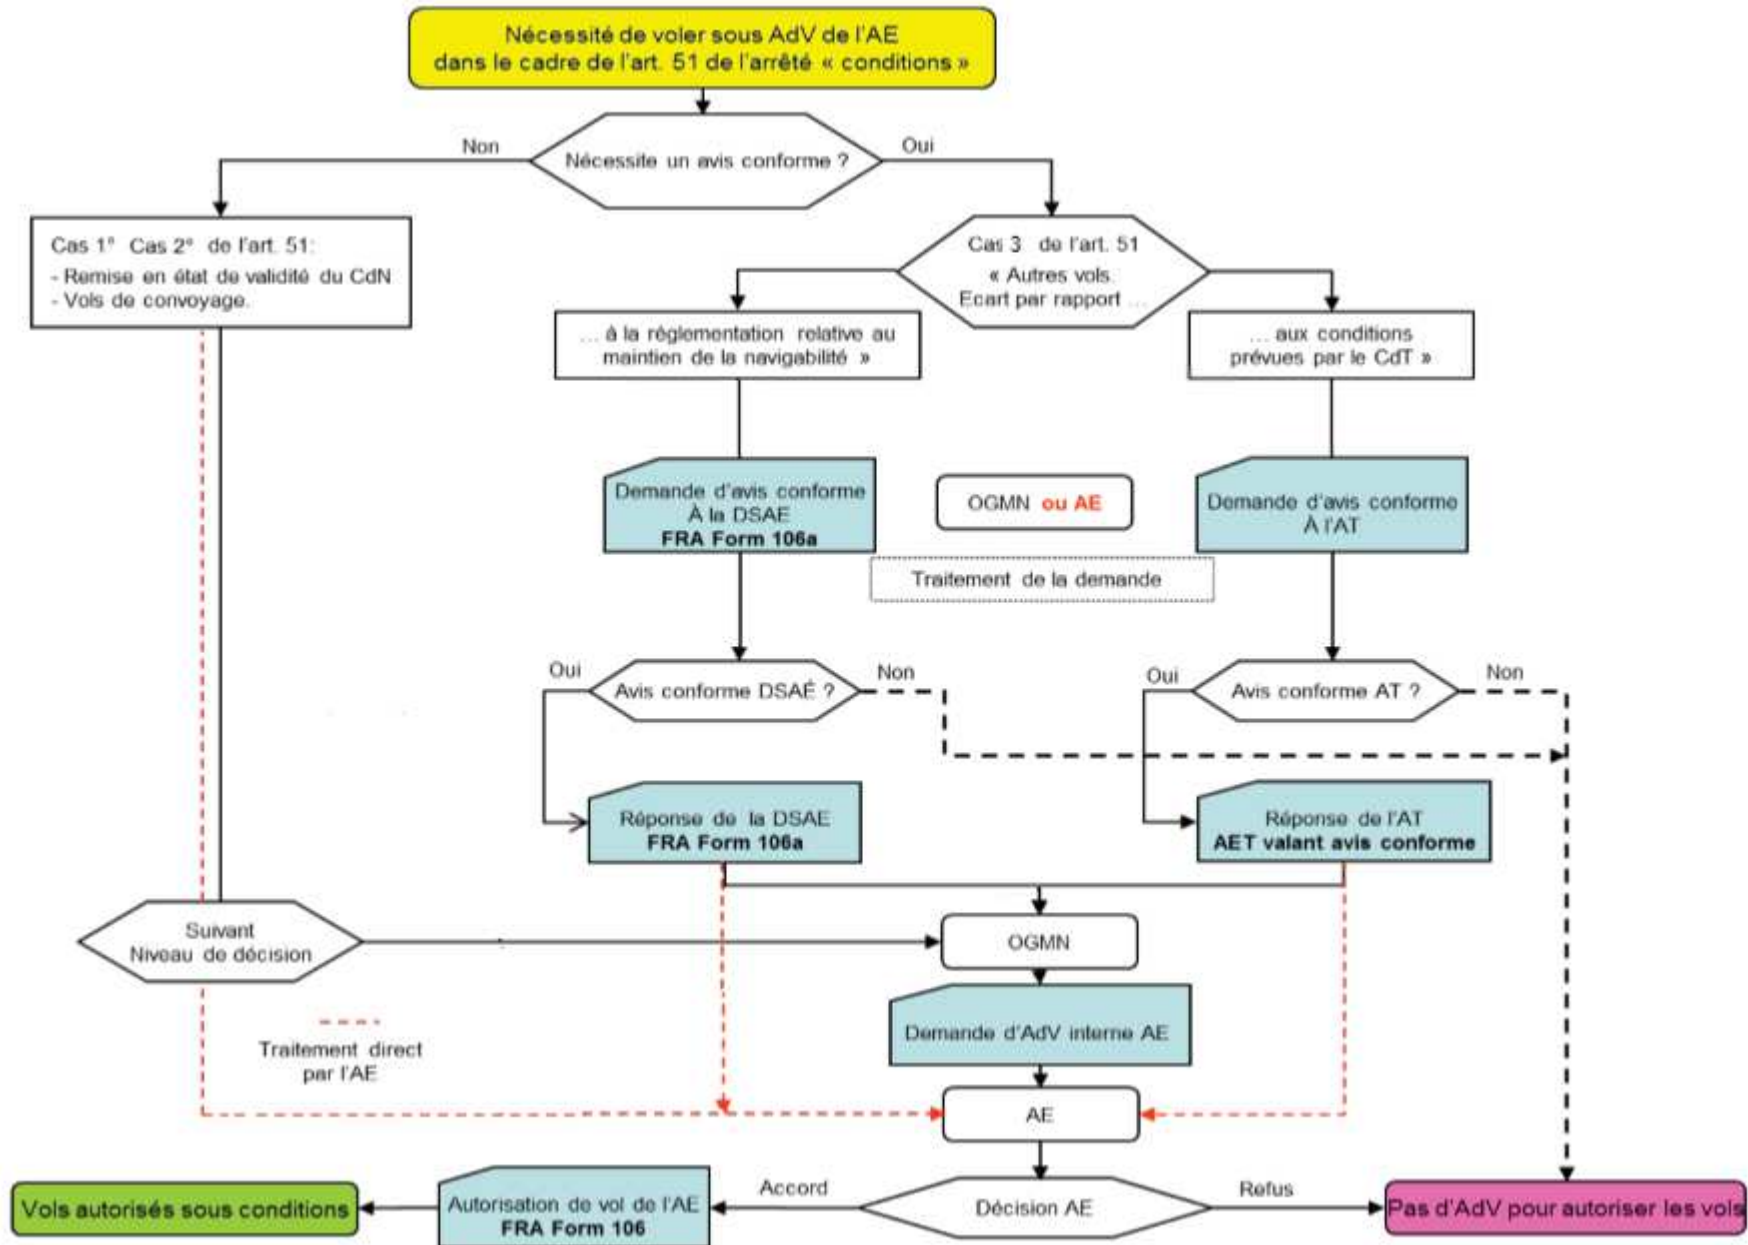 Nécessité de voler sous AdV de l'AE
dans le cadre de l'art. 51 de l'arrêté « conditions »
Non
Nécessite un avis conforme ?
Oui
Cas 1° Cas 2° de l'art. 51:
- Remise en état de validité du CdN
- Vols de convoyage.
Cas 3 de l'art. 51
« Autres vols.
Ecart par rapport ...
... à la réglementation relative au
maintien de la navigabilité »
... aux conditions
prévues par le CdT »
Demande d'avis conforme
À la DSAE
FRA Form 106a
OGMN ou AE
Demande d'avis conforme
À l'AT
Traitement de la demande
Oui
Avis conforme DSAÉ ?
Non
Oui
Avis conforme AT ?
Non
Réponse de la DSAE
FRA Form 106a
Réponse de l'AT
AET valant avis conforme
Suivant
Niveau de décision
OGMN
Demande d'AdV interne AE
Traitement direct
par l'AE
AE
Vols autorisés sous conditions
Autorisation de vol de l'AE
FRA Form 106
Accord
Décision AE
Refus
Pas d'AdV pour autoriser les vols